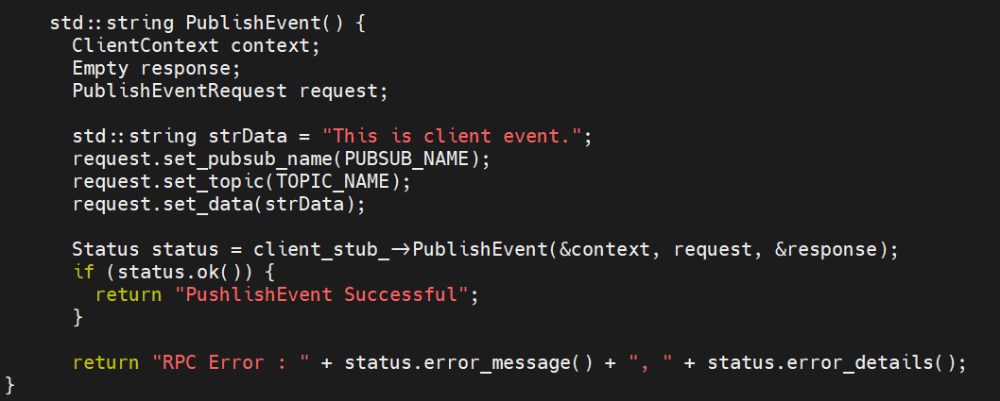 std::string PublishEvent() {
ClientContext context;
Empty response;
PublishEventRequest request;
std::string strData = "This is client event.";
request.set_pubsub_name(PUBSUB_NAME);
request.set_topic(TOPIC_NAME);
request.set_data(strData);
Status status = client_stub_->PublishEvent(&context, request, &response);
if (status.ok()) {
return "PushlishEvent Successful";
}
return "RPC Error : " + status.error_message() + ", " + status.error_details();
}